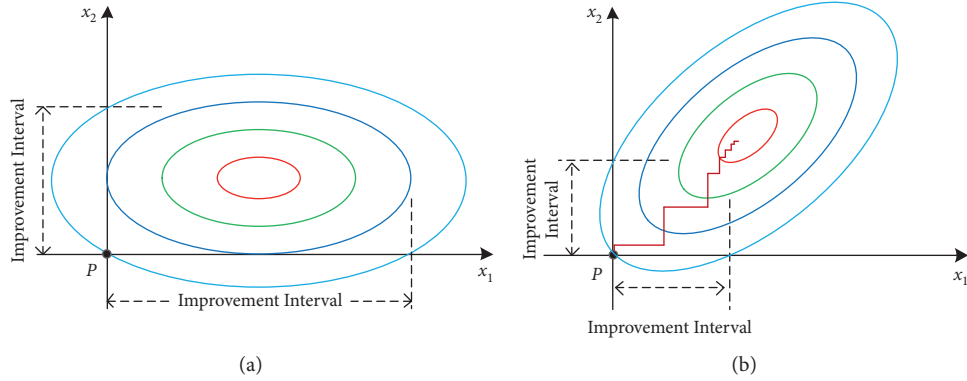 x2
Improvement Interval
P
x1
Improvement Interval
(a)
x2
Improvement
Interval
P
x1
Improvement Interval
(b)